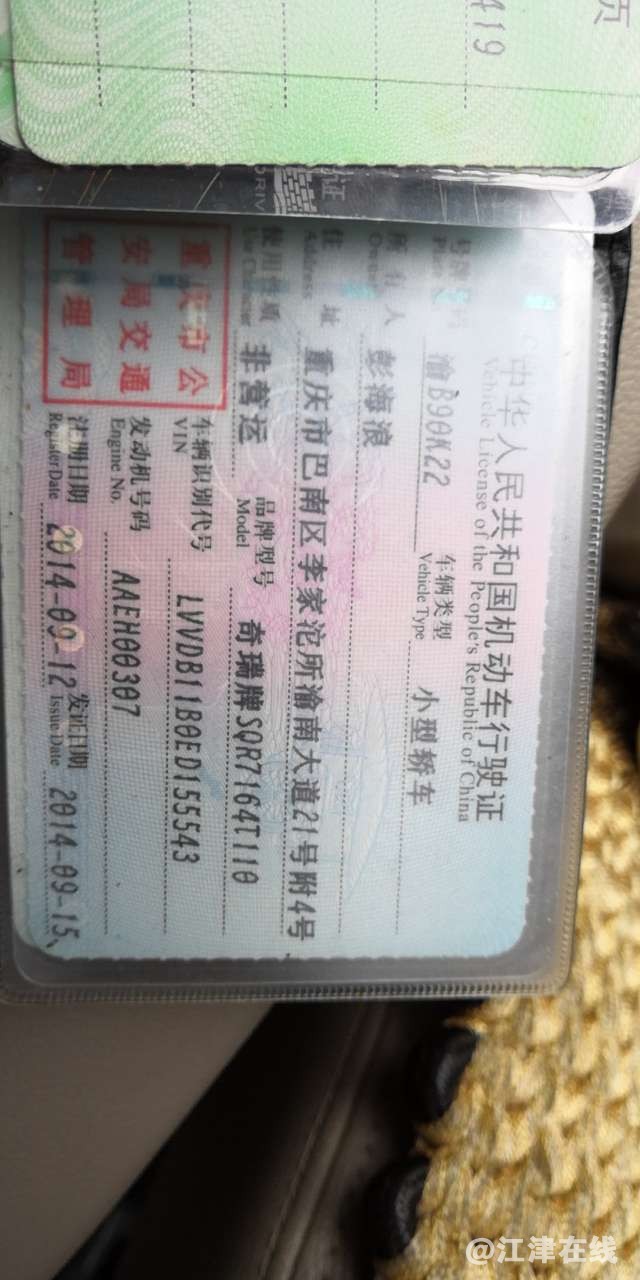 419
页
中华人民共和国机动车行驶证
Vehicle License of the People's Republic of China
号牌号码 渝B90K22 车辆类型 小型轿车
Plate Vehicle Type
所有人 彭海浪
Owner
住 址 重庆市巴南区李家沱所渝南大道21号附4号
Address
使用性质 非营运 品牌型号 奇瑞牌SQR7164T110
Use Character Model
重庆市公
安局交通
管理局
车辆识别代号 LVVDB11B0ED155543
VIN
发动机号码 AAEH00307
Engine No.
注册日期 2014-09-12 发证日期 2014-09-15
Register Date Issue Date
@江津在线